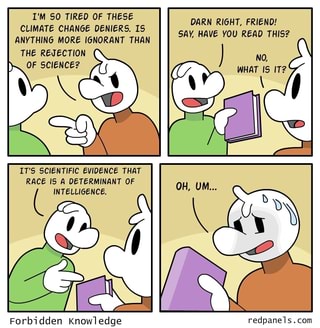 I'M SO TIRED OF THESE
CLIMATE CHANGE DENIERS. IS
ANYTHING MORE IGNORANT THAN
THE REJECTION
OF SCIENCE?
DARN RIGHT, FRIEND!
SAY, HAVE YOU READ THIS?
NO,
WHAT IS IT?
IT'S SCIENTIFIC EVIDENCE THAT
RACE IS A DETERMINANT OF
INTELLIGENCE.
OH, UM...
Forbidden Knowledge
redpanels.com